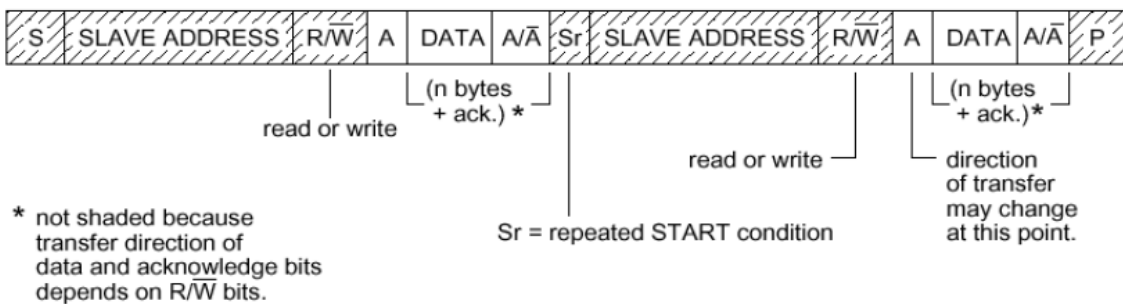 S SLAVE ADDRESS R/W̅ A DATA A/A̅ Sr SLAVE ADDRESS R/W̅ A DATA A/A̅ P
(n bytes
+ ack.) *
read or write
(n bytes
+ ack.)*
read or write
direction
of transfer
may change
at this point.
* not shaded because
transfer direction of
data and acknowledge bits
depends on R/W̅ bits.
Sr = repeated START condition